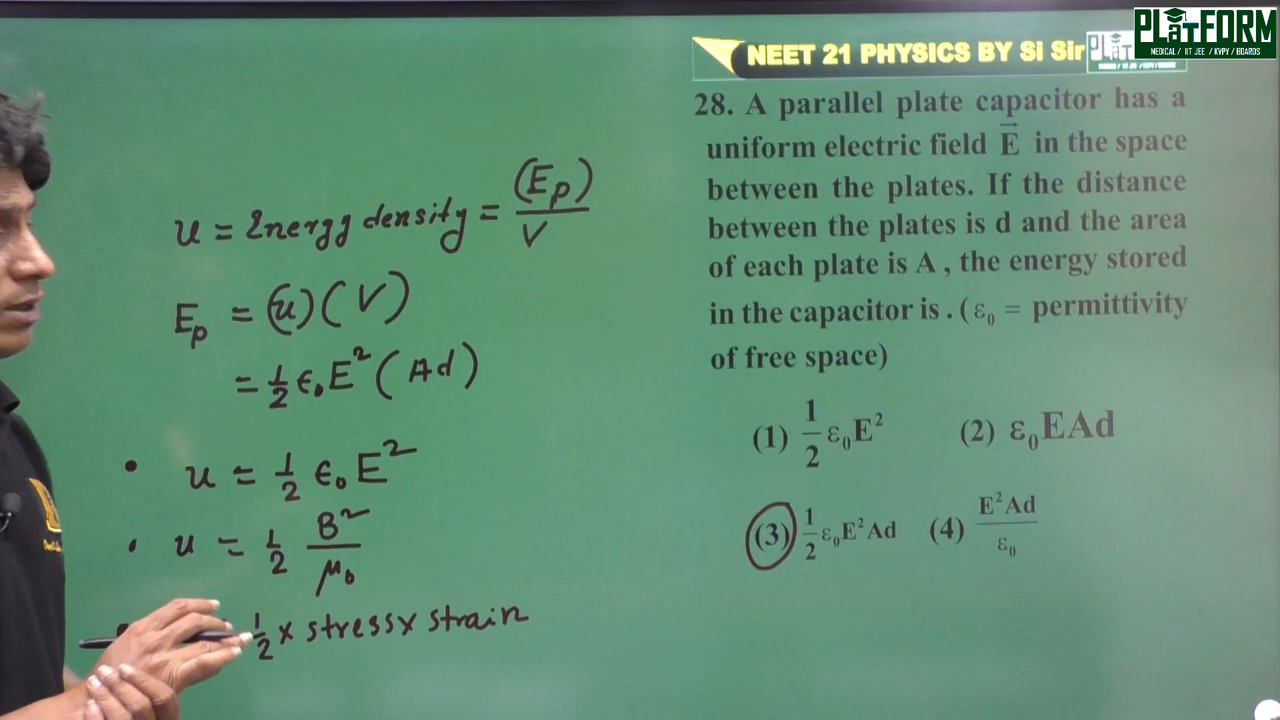 PLATFORM
MEDICAL / IIT JEE / KVPY / BOARDS
NEET 21 PHYSICS BY Si Sir
28. A parallel plate capacitor has a
uniform electric field E⃗ in the space
between the plates. If the distance
between the plates is d and the area
of each plate is A , the energy stored
in the capacitor is . ( ε₀ = permittivity
of free space)
(1) 1/2 ε₀E²
(2) ε₀EAd
(3) 1/2 ε₀E²Ad
(4) E²Ad/ε₀
u = Energy density = (Ep)/V
Ep = (u)(V)
= 1/2 ε₀E²(Ad)
• u = 1/2 ε₀E²
• u = 1/2 B²/μ₀
1/2 × stress × strain